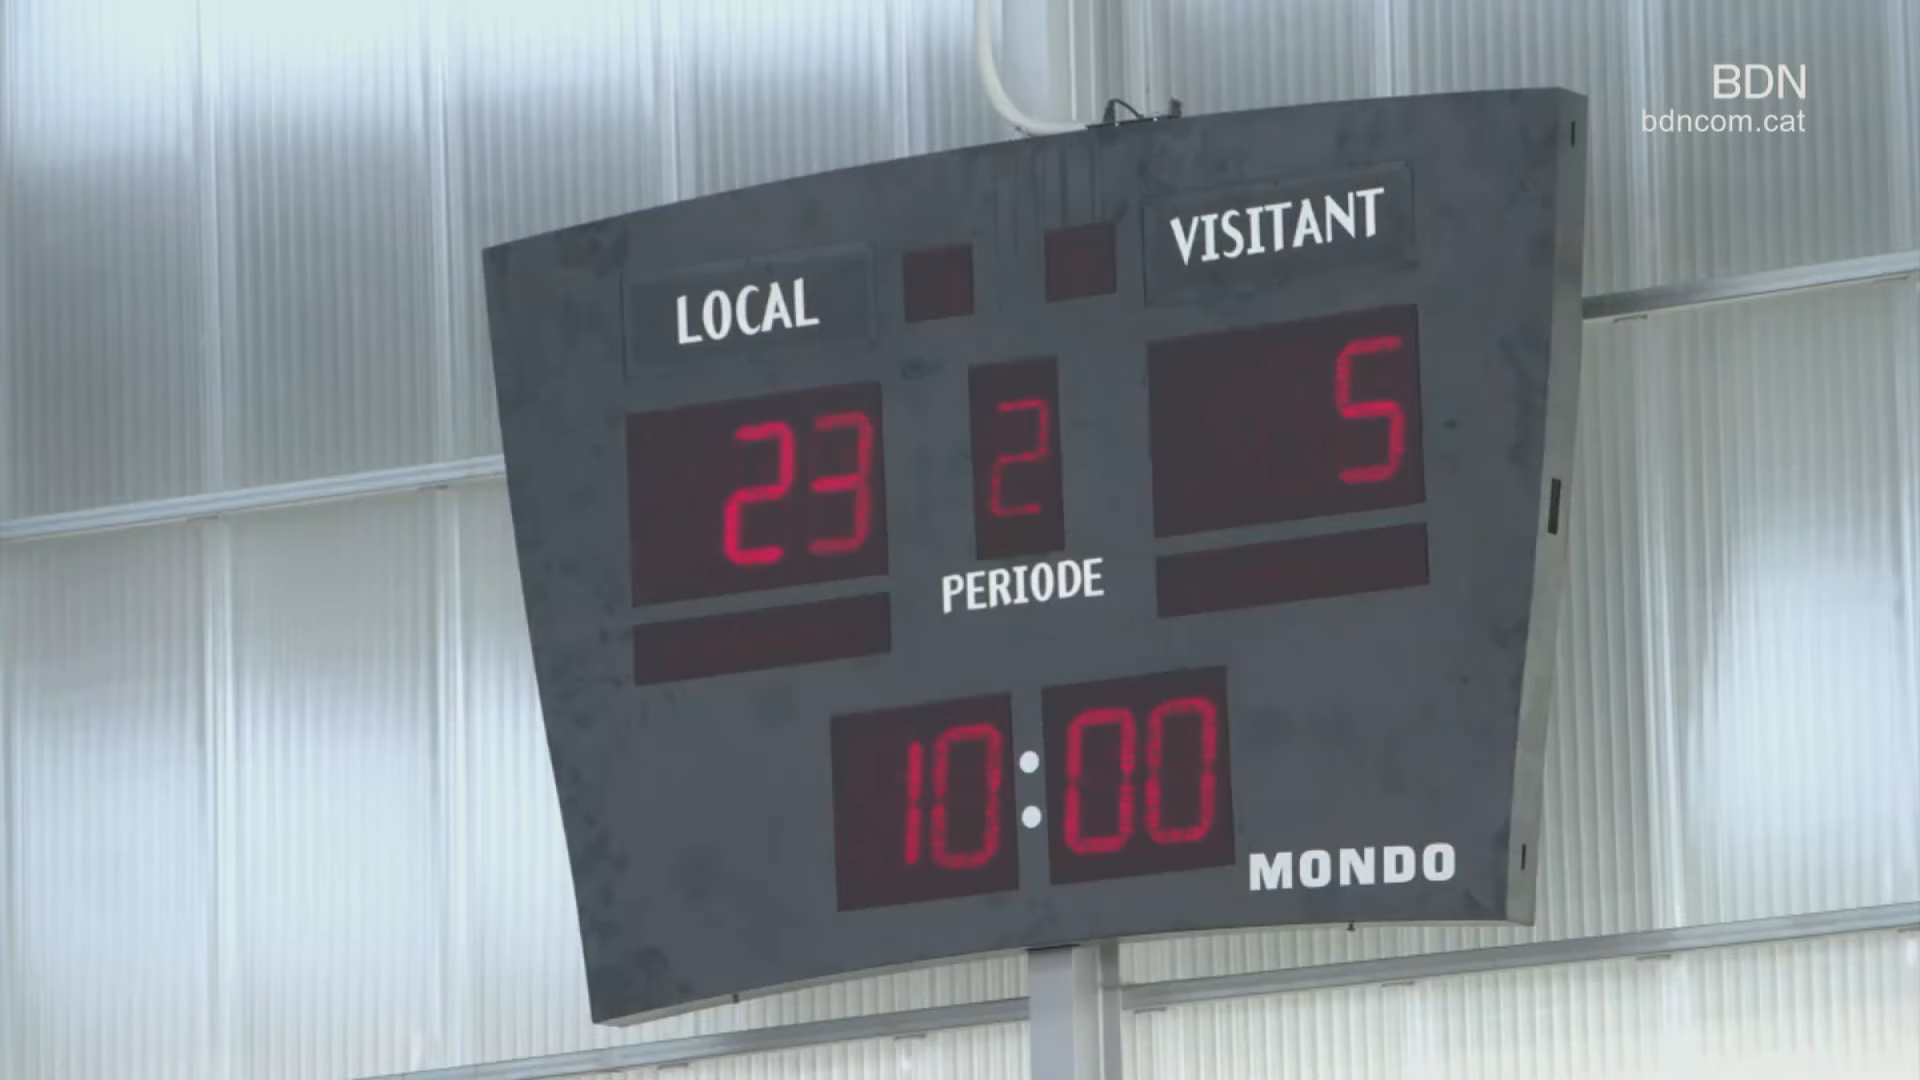 BDN
bdncom.cat
LOCAL
VISITANT
23
2
5
PERIODE
10:00
MONDO